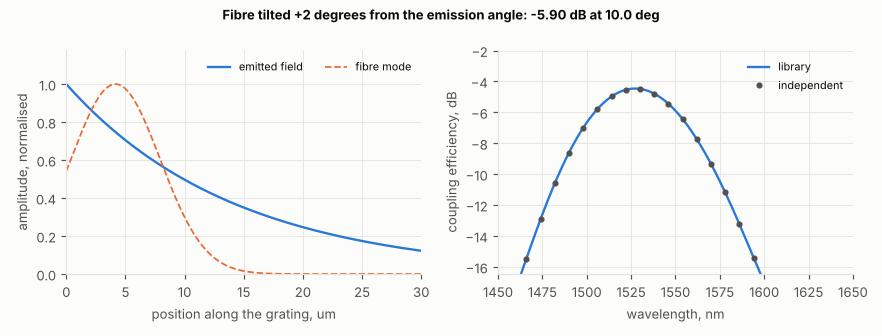 Fibre tilted +2 degrees from the emission angle: -5.90 dB at 10.0 deg
emitted field
fibre mode
amplitude, normalised
1.0
0.8
0.6
0.4
0.2
0.0
0 5 10 15 20 25 30
position along the grating, um
library
independent
coupling efficiency, dB
−2
−4
−6
−8
−10
−12
−14
−16
1450 1475 1500 1525 1550 1575 1600 1625 1650
wavelength, nm